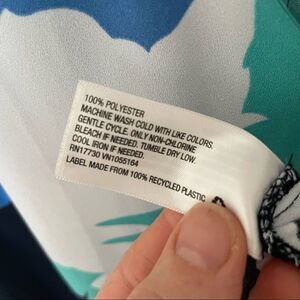 100% POLYESTER
MACHINE WASH COLD WITH LIKE COLORS.
GENTLE CYCLE. ONLY NON-CHLORINE
BLEACH IF NEEDED. TUMBLE DRY LOW.
COOL IRON IF NEEDED.
RN17730 VN1055164
LABEL MADE FROM 100% RECYCLED PLASTIC